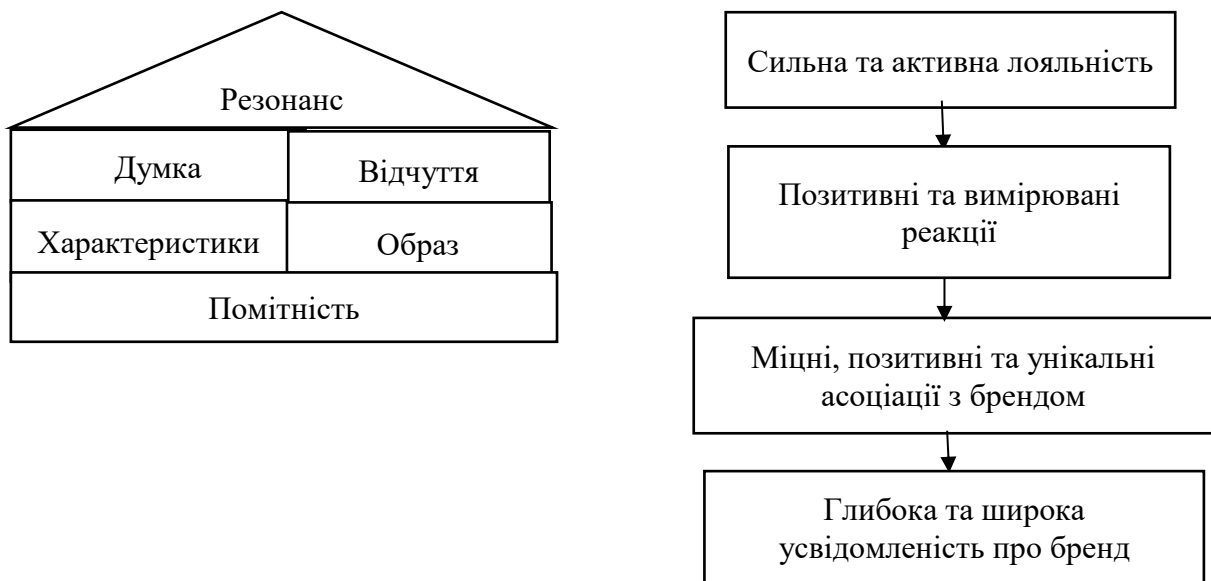 Резонанс
Думка
Відчуття
Характеристики
Образ
Помітність
Сильна та активна лояльність
Позитивні та вимірювані
реакції
Міцні, позитивні та унікальні
асоціації з брендом
Глибока та широка
усвідомленість про бренд